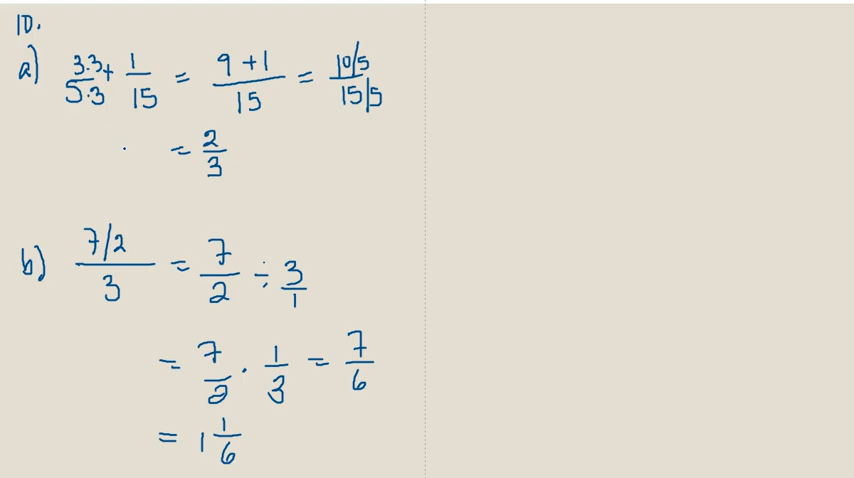 10.
a) 3·3/5·3 + 1/15 = 9+1/15 = 10/5/15/5
= 2/3
b) 7/2/3 = 7/2 ÷ 3/1
= 7/2 · 1/3 = 7/6
= 1 1/6